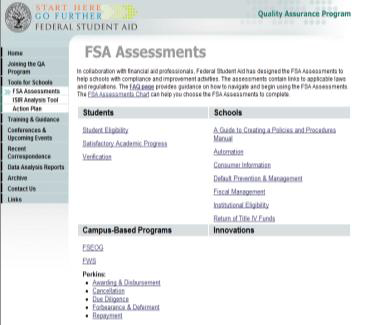 START HERE
GO FURTHER
FEDERAL STUDENT AID
Quality Assurance Program
Home
Joining the QA
Program
Tools for Schools
FSA Assessments
ISIR Analysis Tool
Action Plan
Training & Guidance
Conferences &
Upcoming Events
Recent
Correspondence
Data Analysis Reports
Archive
Contact Us
Links
FSA Assessments
In collaboration with financial aid professionals, Federal Student Aid has designed the FSA Assessments to
help schools with compliance and improvement activities. The assessments contain links to applicable laws
and regulations. The FAQ page provides guidance on how to navigate and begin using the FSA Assessments.
The FSA Assessments Chart can help you choose the FSA Assessments to complete.
Students
Student Eligibility
Satisfactory Academic Progress
Verification
Schools
A Guide to Creating a Policies and Procedures
Manual
Automation
Consumer Information
Default Prevention & Management
Fiscal Management
Institutional Eligibility
Return of Title IV Funds
Campus-Based Programs
FSEOG
FWS
Perkins:
Awarding & Disbursement
Cancellation
Due Diligence
Forbearance & Deferment
Repayment
Innovations